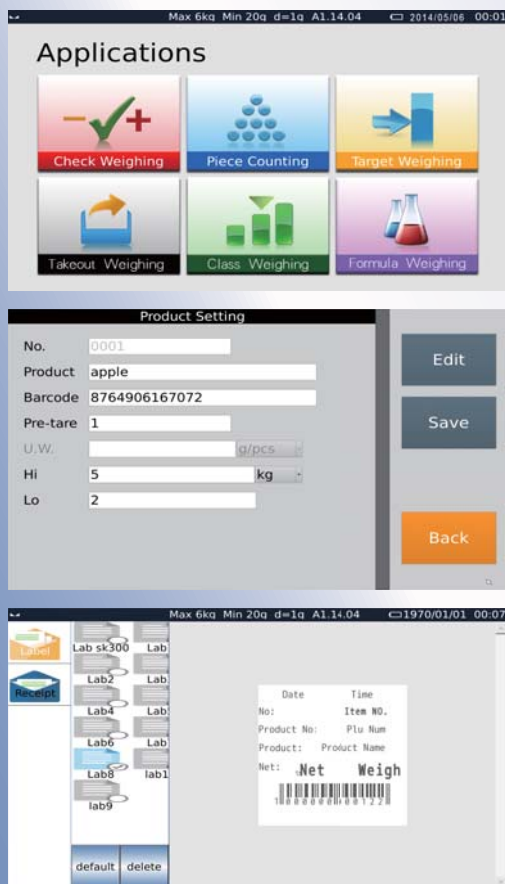 Max 6kg Min 20g d=1g A1.14.04 2014/05/06 00:01
Applications
Check Weighing Piece Counting Target Weighing
Takeout Weighing Class Weighing Formula Weighing
Product Setting
No. 0001
Product apple
Barcode 8764906167072
Pre-tare 1
U.W. g/pcs
Hi 5 kg
Lo 2
Edit
Save
Back
Max 6kg Min 20g d=1g A1.14.04 1970/01/01 00:07
Label
Receipt
Lab sk300 Lab
Lab2 Lab
Lab4 Lab
Lab6 Lab
Lab8 lab1
lab9
default delete
Date Time
No: Item NO.
Product No: Plu Num
Product: Product Name
Net: Net Weigh